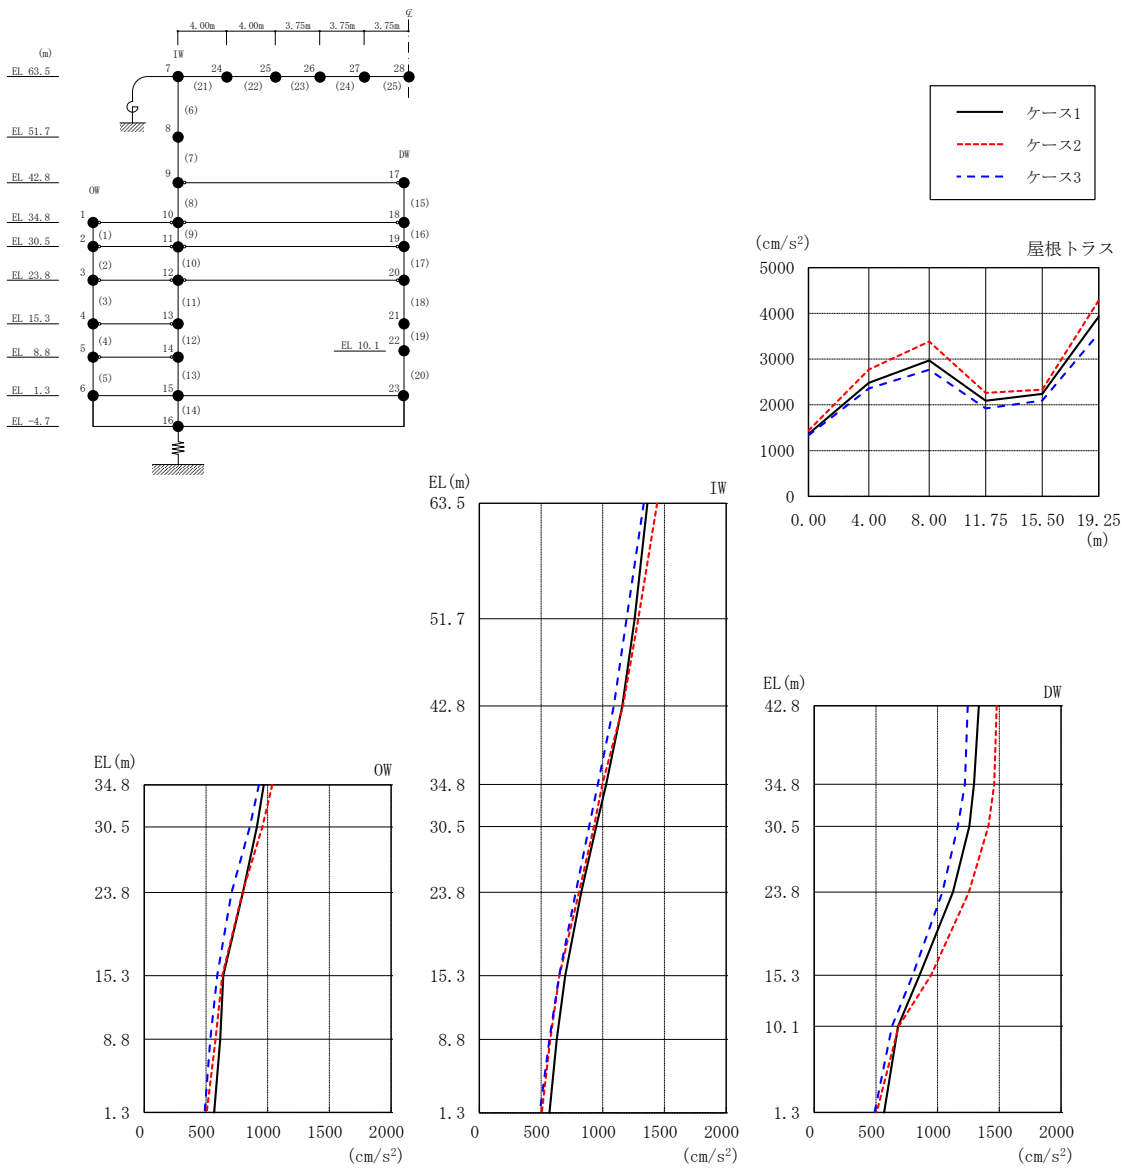 ℄
4.00m 4.00m 3.75m 3.75m 3.75m
(m)
IW
EL 63.5 7 24 25 26 27 28
(21) (22) (23) (24) (25)
(6)
EL 51.7 8
(7)
DW
EL 42.8 9 17
OW
(8) (15)
EL 34.8 1 10 18
(1) (9) (16)
EL 30.5 2 11 19
(2) (10) (17)
EL 23.8 3 12 20
(3) (11) (18)
EL 15.3 4 13 21
(4) (12) (19)
EL 10.1 22
EL 8.8 5 14
(5) (13) (20)
EL 1.3 6 15 23
(14)
EL -4.7 16
ケース1
ケース2
ケース3
(cm/s²) 屋根トラス
5000
4000
3000
2000
1000
0
0.00 4.00 8.00 11.75 15.50 19.25
(m)
EL(m) IW
63.5
51.7
42.8
34.8
30.5
23.8
15.3
8.8
1.3
0 500 1000 1500 2000
(cm/s²)
EL(m) OW
34.8
30.5
23.8
15.3
8.8
1.3
0 500 1000 1500 2000
(cm/s²)
EL(m) DW
42.8
34.8
30.5
23.8
15.3
10.1
1.3
0 500 1000 1500 2000
(cm/s²)